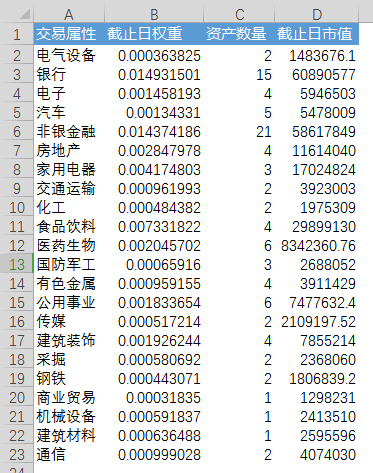 A B C D
1 交易属性 截止日权重 资产数量 截止日市值
2 电气设备 0.000363825 2 1483676.1
3 银行 0.014931501 15 60890577
4 电子 0.001458193 4 5946503
5 汽车 0.00134331 5 5478009
6 非银金融 0.014374186 21 58617849
7 房地产 0.002847978 4 11614040
8 家用电器 0.004174803 3 17024824
9 交通运输 0.000961993 2 3923003
10 化工 0.000484382 2 1975309
11 食品饮料 0.007331822 4 29899130
12 医药生物 0.002045702 6 8342360.76
13 国防军工 0.00065916 3 2688052
14 有色金属 0.000959155 4 3911429
15 公用事业 0.001833654 6 7477632.4
16 传媒 0.000517214 2 2109197.52
17 建筑装饰 0.001926244 4 7855214
18 采掘 0.000580692 2 2368060
19 钢铁 0.000443071 2 1806839.2
20 商业贸易 0.00031835 1 1298231
21 机械设备 0.000591837 1 2413510
22 建筑材料 0.000636488 1 2595596
23 通信 0.000999028 2 4074030